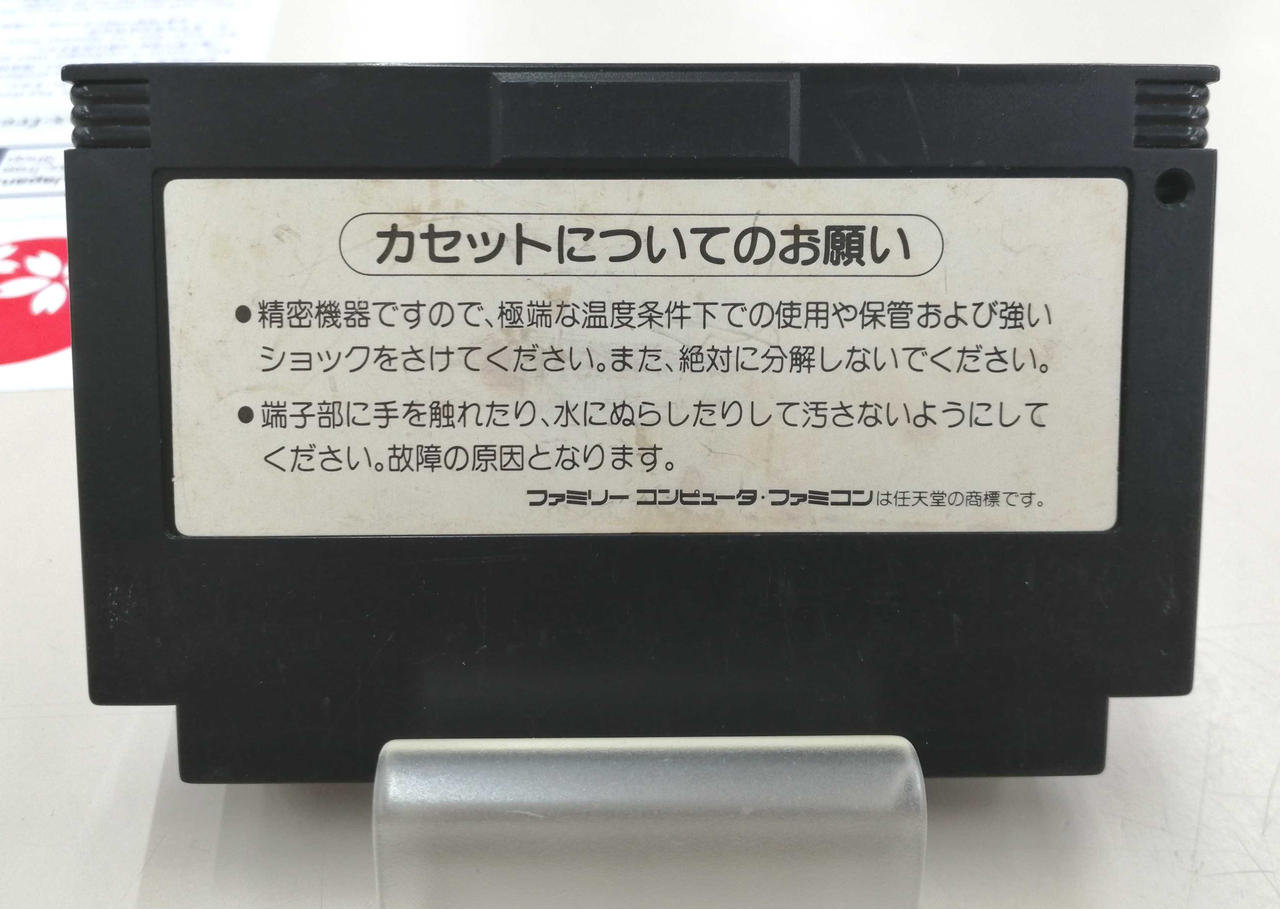 カセットについてのお願い
●精密機器ですので、極端な温度条件下での使用や保管および強い
ショックをさけてください。また、絶対に分解しないでください。
●端子部に手を触れたり、水にぬらしたりして汚さないようにして
ください。故障の原因となります。
ファミリー コンピュータ・ファミコンは任天堂の商標です。